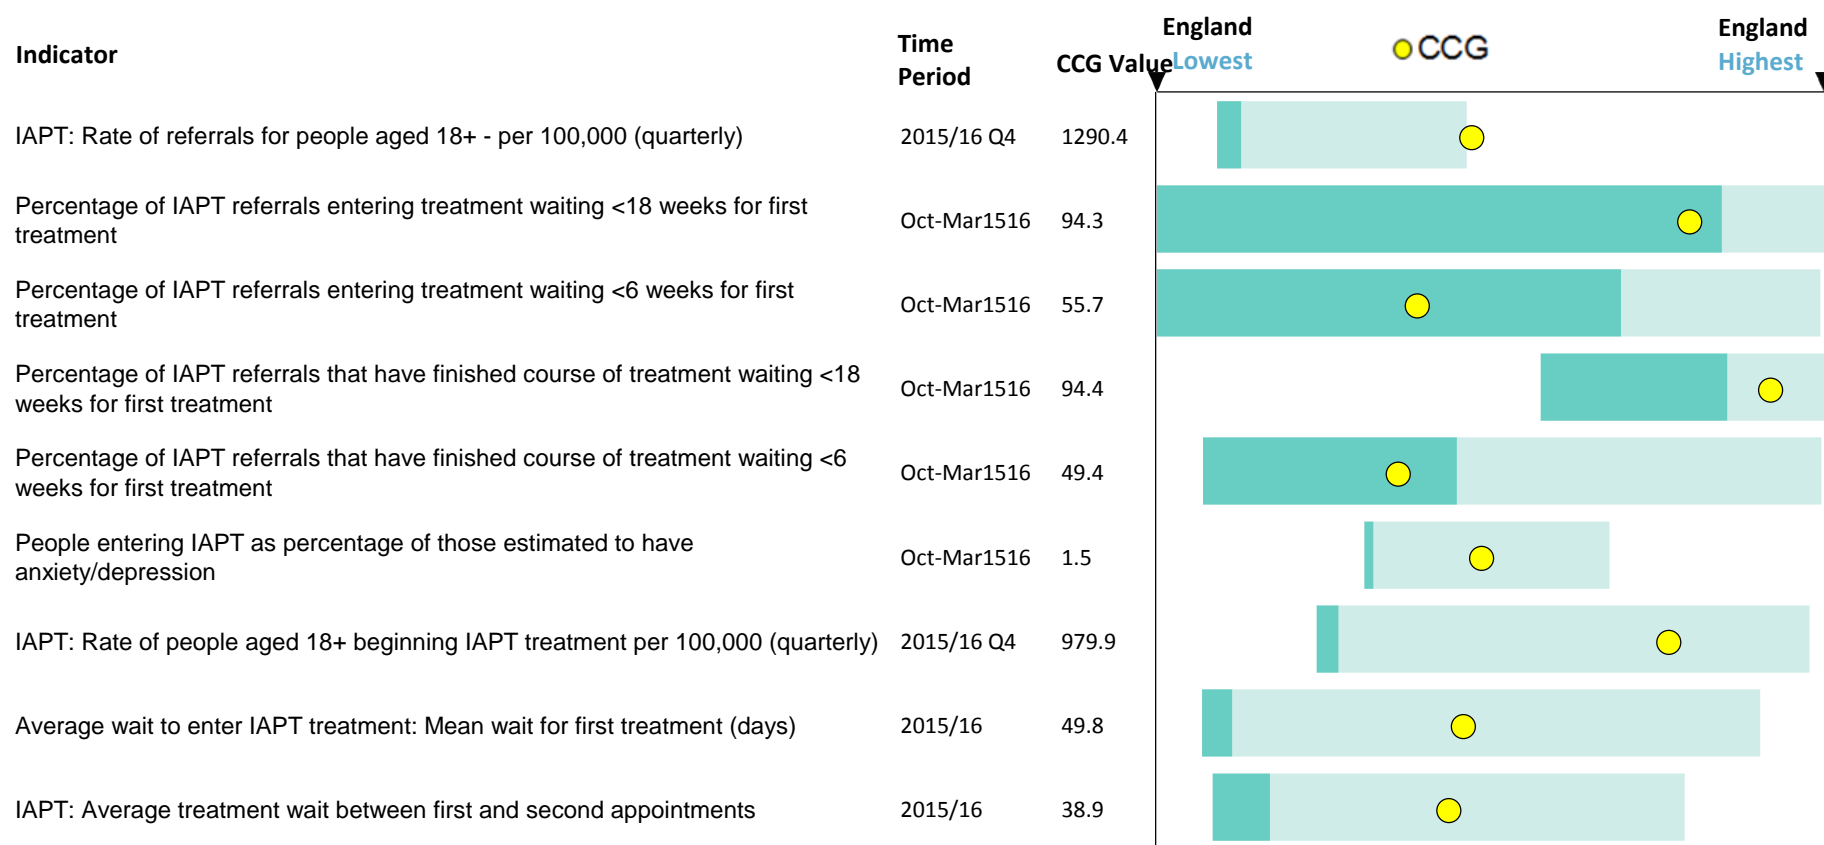 Indicator
Time
Period
CCG Value
England
Lowest
CCG
England
Highest
IAPT: Rate of referrals for people aged 18+ - per 100,000 (quarterly)
2015/16 Q4
1290.4
Percentage of IAPT referrals entering treatment waiting <18 weeks for first
treatment
Oct-Mar1516
94.3
Percentage of IAPT referrals entering treatment waiting <6 weeks for first
treatment
Oct-Mar1516
55.7
Percentage of IAPT referrals that have finished course of treatment waiting <18
weeks for first treatment
Oct-Mar1516
94.4
Percentage of IAPT referrals that have finished course of treatment waiting <6
weeks for first treatment
Oct-Mar1516
49.4
People entering IAPT as percentage of those estimated to have
anxiety/depression
Oct-Mar1516
1.5
IAPT: Rate of people aged 18+ beginning IAPT treatment per 100,000 (quarterly)
2015/16 Q4
979.9
Average wait to enter IAPT treatment: Mean wait for first treatment (days)
2015/16
49.8
IAPT: Average treatment wait between first and second appointments
2015/16
38.9